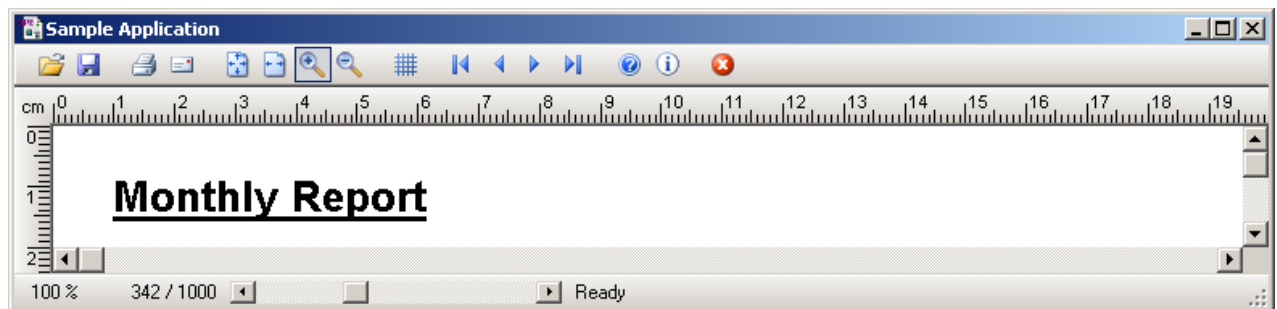 Sample Application
cm 0 1 2 3 4 5 6 7 8 9 10 11 12 13 14 15 16 17 18 19
0
Monthly Report
1
2
100 % 342 / 1000 Ready